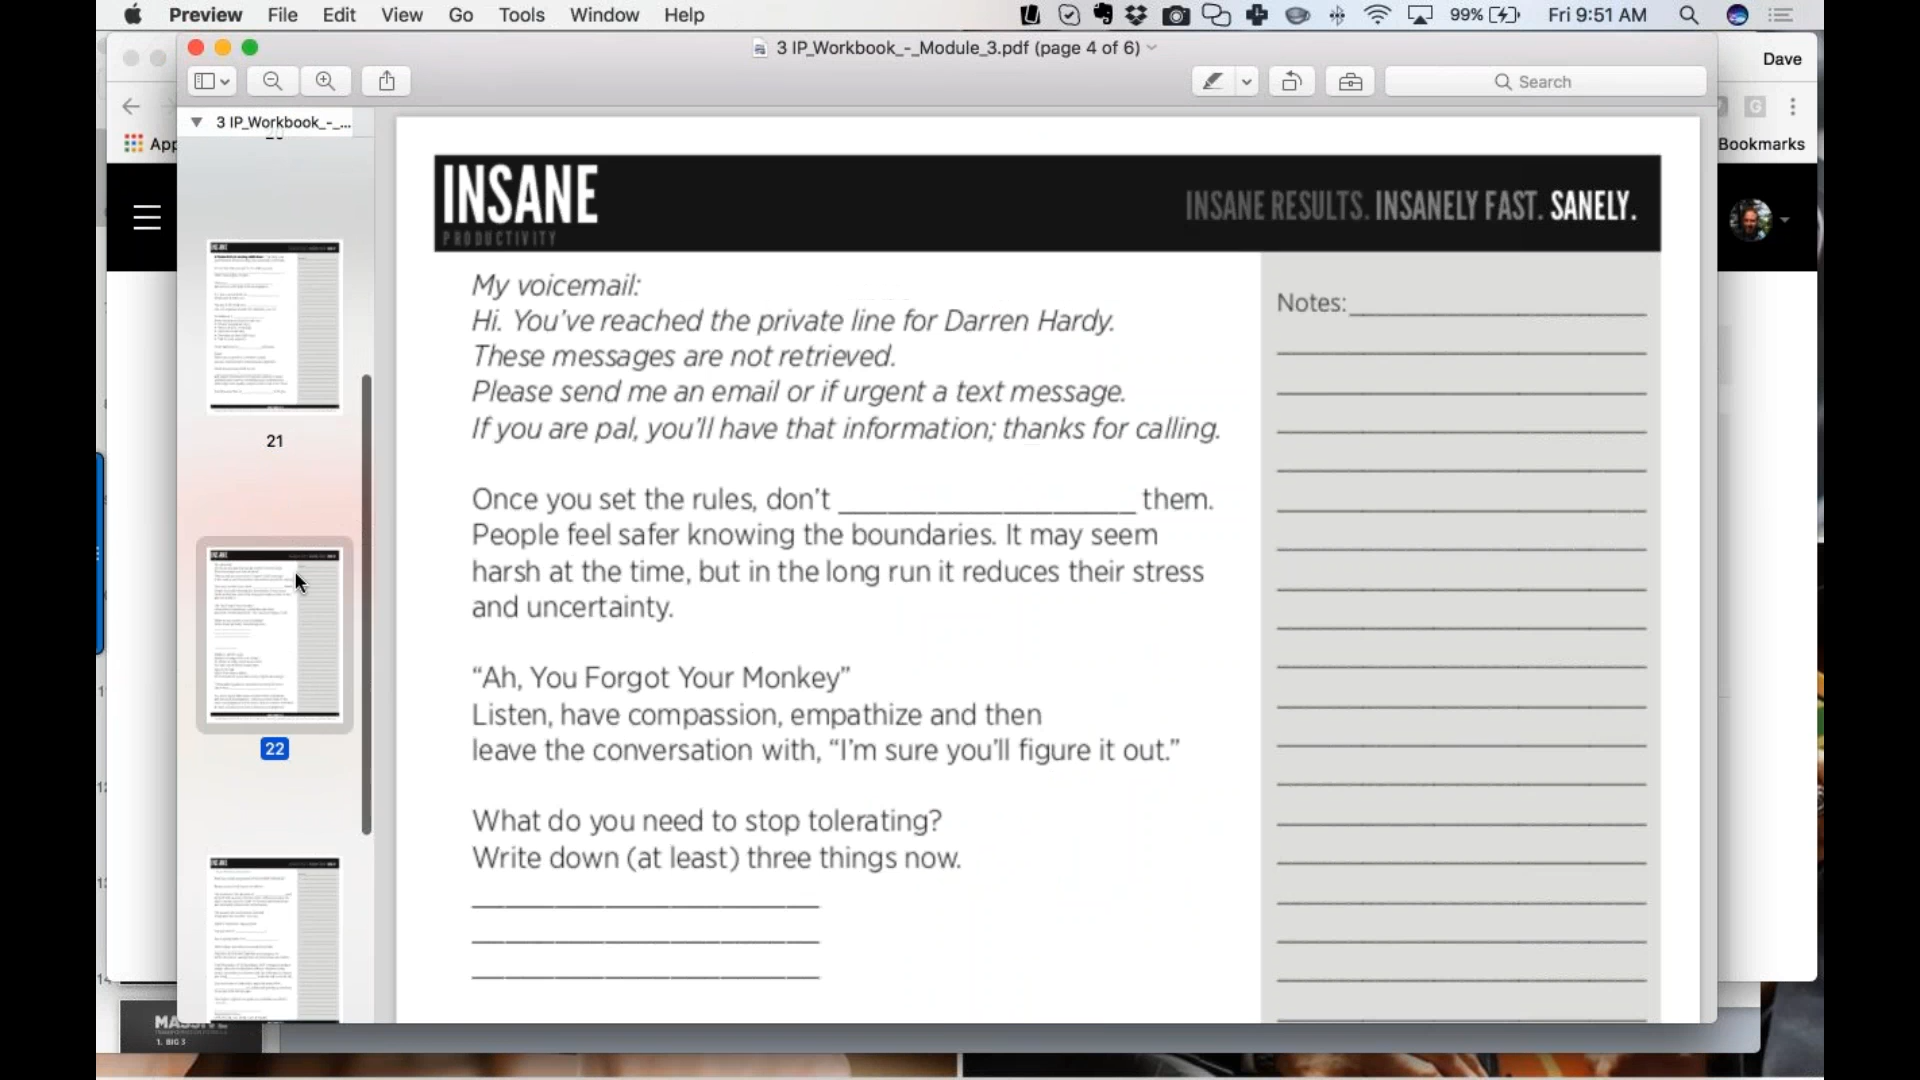 Preview File Edit View Go Tools Window Help 99% Fri 9:51 AM
3 IP_Workbook_-_Module_3.pdf (page 4 of 6)
Dave
Search
3 IP_Workbook_-_...
App
Bookmarks
INSANE
PRODUCTIVITY
INSANE RESULTS. INSANELY FAST. SANELY.
My voicemail:
Hi. You've reached the private line for Darren Hardy.
These messages are not retrieved.
Please send me an email or if urgent a text message.
If you are pal, you'll have that information; thanks for calling.
Once you set the rules, don't ____________________ them.
People feel safer knowing the boundaries. It may seem
harsh at the time, but in the long run it reduces their stress
and uncertainty.
“Ah, You Forgot Your Monkey”
Listen, have compassion, empathize and then
leave the conversation with, “I'm sure you'll figure it out.”
What do you need to stop tolerating?
Write down (at least) three things now.
Notes:
21
22
1. BIG 3